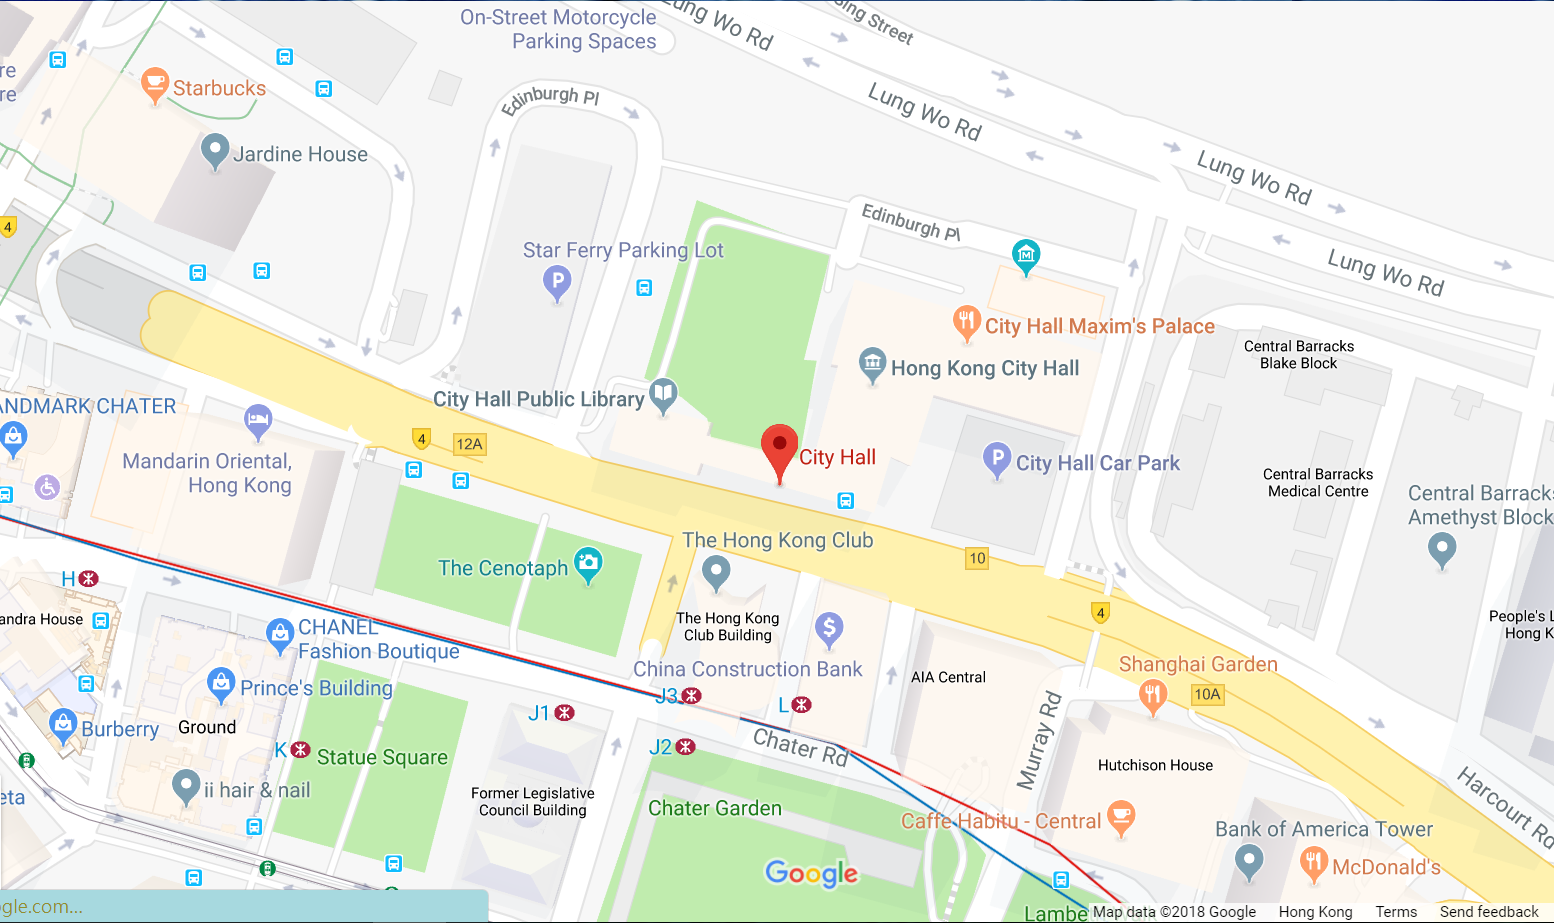 On-Street Motorcycle
Parking Spaces
Lung Wo Rd
Street
Starbucks
Edinburgh Pl
Lung Wo Rd
Jardine House
Lung Wo Rd
4
Edinburgh Pl
Star Ferry Parking Lot
P
Lung Wo Rd
City Hall Maxim's Palace
Central Barracks
Blake Block
Hong Kong City Hall
City Hall Public Library
ANDMARK CHATER
4
12A
Mandarin Oriental,
Hong Kong
City Hall
P
City Hall Car Park
Central Barracks
Medical Centre
Central Barracks
Amethyst Block
The Hong Kong Club
10
The Cenotaph
H
andra House
The Hong Kong
Club Building
$
4
People's L
Hong K
CHANEL
Fashion Boutique
China Construction Bank
AIA Central
Shanghai Garden
10A
Prince's Building
J3
L
Burberry
Ground
J1
J2
Chater Rd
Murray Rd
K
Statue Square
Hutchison House
ii hair & nail
Former Legislative
Council Building
Chater Garden
Caffe Habitu - Central
Harcourt Rd
Bank of America Tower
McDonald's
eta
Google
gle.com...
Lambe
Map data ©2018 Google
Hong Kong
Terms
Send feedback